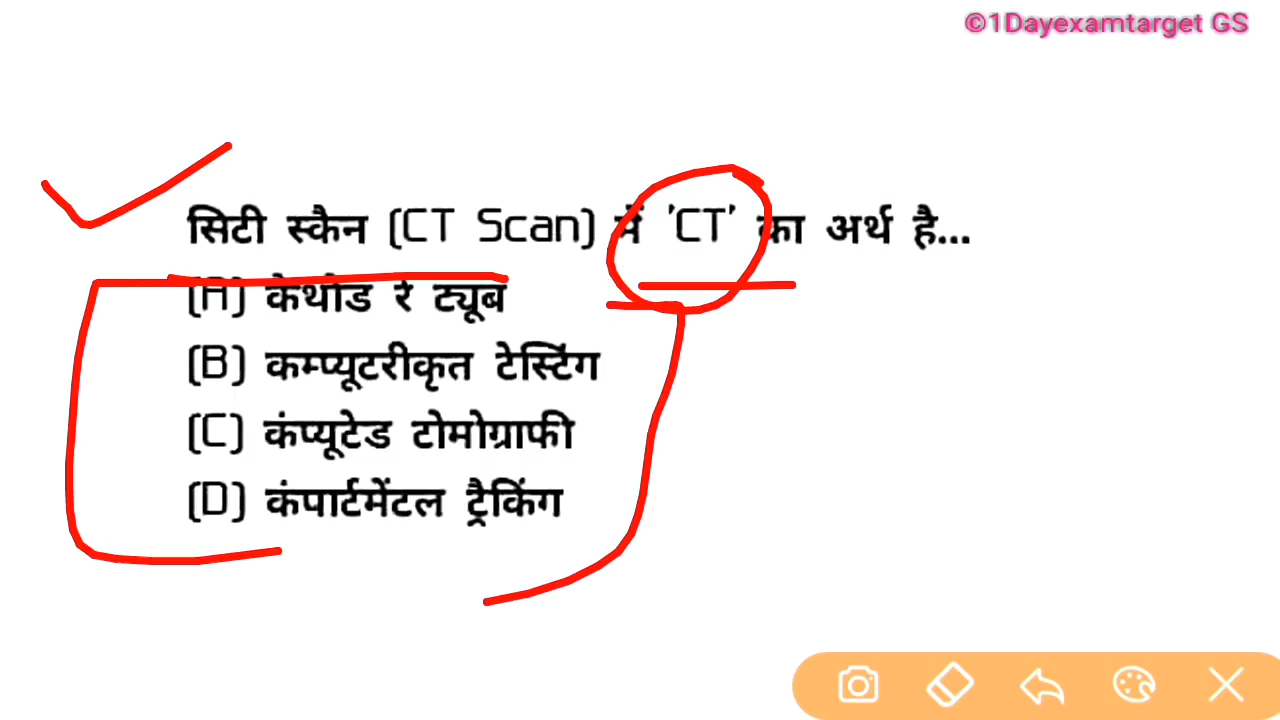 ©1Dayexamtarget GS
सिटी स्कैन (CT Scan) में 'CT' का अर्थ है...
(A) केथोड रे ट्यूब
(B) कम्प्यूटरीकृत टेस्टिंग
(C) कंप्यूटेड टोमोग्राफी
(D) कंपार्टमेंटल ट्रैकिंग